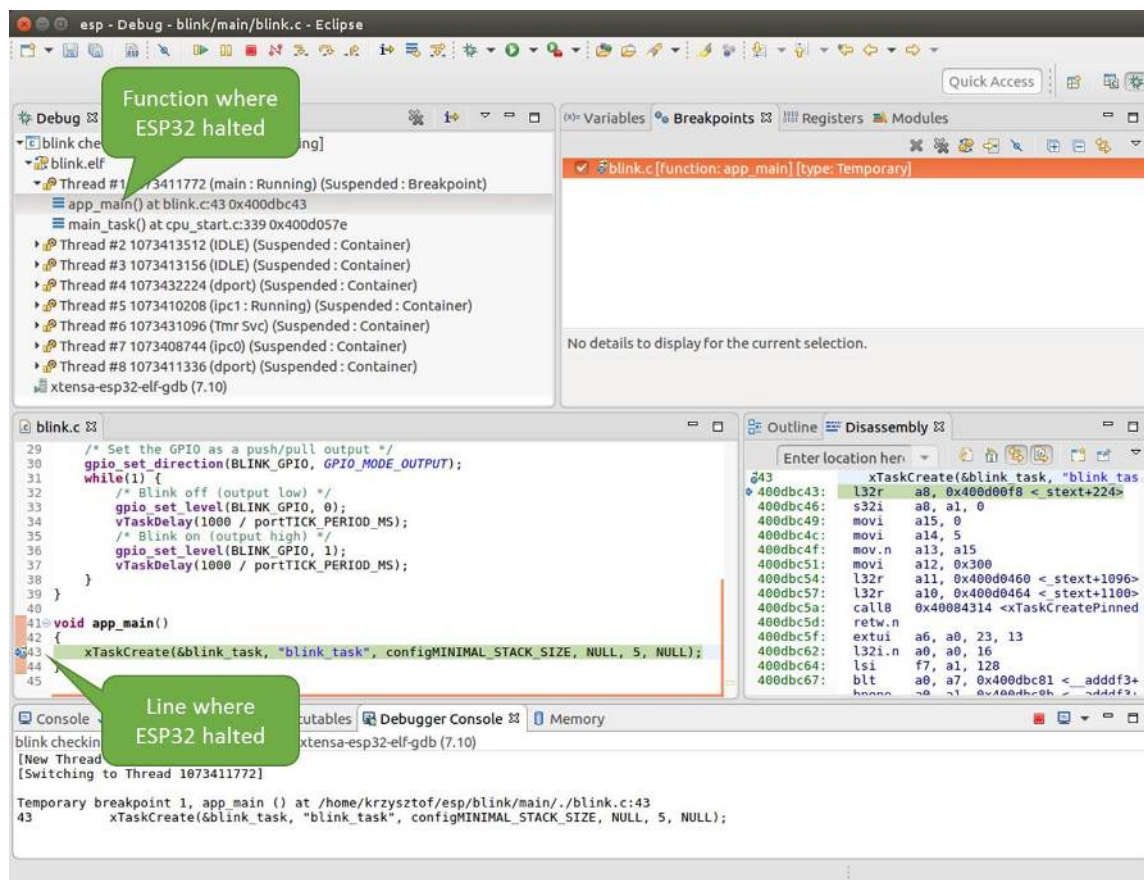 esp - Debug - blink/main/blink.c - Eclipse
Quick Access
Function where
ESP32 halted
Debug
blink che ing]
blink.elf
Thread #1 1073411772 (main : Running) (Suspended : Breakpoint)
app_main() at blink.c:43 0x400dbc43
main_task() at cpu_start.c:339 0x400d057e
Thread #2 1073413512 (IDLE) (Suspended : Container)
Thread #3 1073413156 (IDLE) (Suspended : Container)
Thread #4 1073432224 (dport) (Suspended : Container)
Thread #5 1073410208 (ipc1 : Running) (Suspended : Container)
Thread #6 1073431096 (Tmr Svc) (Suspended : Container)
Thread #7 1073408744 (ipc0) (Suspended : Container)
Thread #8 1073411336 (dport) (Suspended : Container)
xtensa-esp32-elf-gdb (7.10)
(x)= Variables Breakpoints Registers Modules
blink.c [function: app_main] [type: Temporary]
No details to display for the current selection.
blink.c
29 /* Set the GPIO as a push/pull output */
30 gpio_set_direction(BLINK_GPIO, GPIO_MODE_OUTPUT);
31 while(1) {
32 /* Blink off (output low) */
33 gpio_set_level(BLINK_GPIO, 0);
34 vTaskDelay(1000 / portTICK_PERIOD_MS);
35 /* Blink on (output high) */
36 gpio_set_level(BLINK_GPIO, 1);
37 vTaskDelay(1000 / portTICK_PERIOD_MS);
38 }
39 }
40
41 void app_main()
42 {
43 xTaskCreate(&blink_task, "blink_task", configMINIMAL_STACK_SIZE, NULL, 5, NULL);
44 }
45
Line where
ESP32 halted
Outline Disassembly
Enter location her
43 xTaskCreate(&blink_task, "blink_tas
400dbc43: l32r a8, 0x400d00f8 <_stext+224>
400dbc46: s32i a8, a1, 0
400dbc49: movi a15, 0
400dbc4c: movi a14, 5
400dbc4f: mov.n a13, a15
400dbc51: movi a12, 0x300
400dbc54: l32r a11, 0x400d0460 <_stext+1096>
400dbc57: l32r a10, 0x400d0464 <_stext+1100>
400dbc5a: call8 0x40084314 <xTaskCreatePinned
400dbc5d: retw.n
400dbc5f: extui a6, a0, 23, 13
400dbc62: l32i.n a0, a0, 16
400dbc64: lsi f7, a1, 128
400dbc67: blt a0, a7, 0x400dbc81 <__adddf3+
Console cutables Debugger Console Memory
blink checkin xtensa-esp32-elf-gdb (7.10)
[New Thread
[Switching to Thread 1073411772]
Temporary breakpoint 1, app_main () at /home/krzysztof/esp/blink/main/./blink.c:43
43 xTaskCreate(&blink_task, "blink_task", configMINIMAL_STACK_SIZE, NULL, 5, NULL);